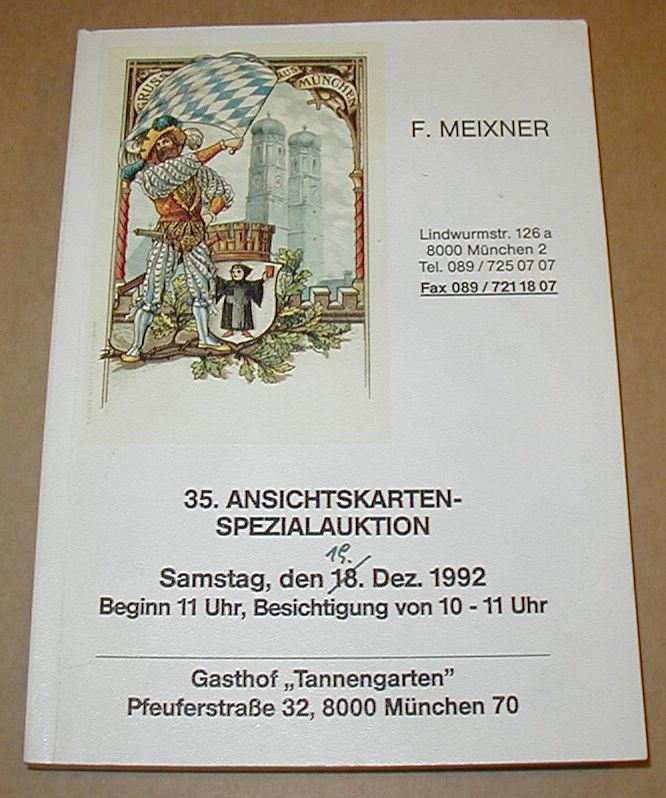 GRUSS AUS MÜNCHEN
F. MEIXNER
Lindwurmstr. 126 a
8000 München 2
Tel. 089 / 725 07 07
Fax 089 / 721 18 07
35. ANSICHTSKARTEN-
SPEZIALAUKTION
19.
Samstag, den 18. Dez. 1992
Beginn 11 Uhr, Besichtigung von 10 - 11 Uhr
Gasthof „Tannengarten”
Pfeuferstraße 32, 8000 München 70